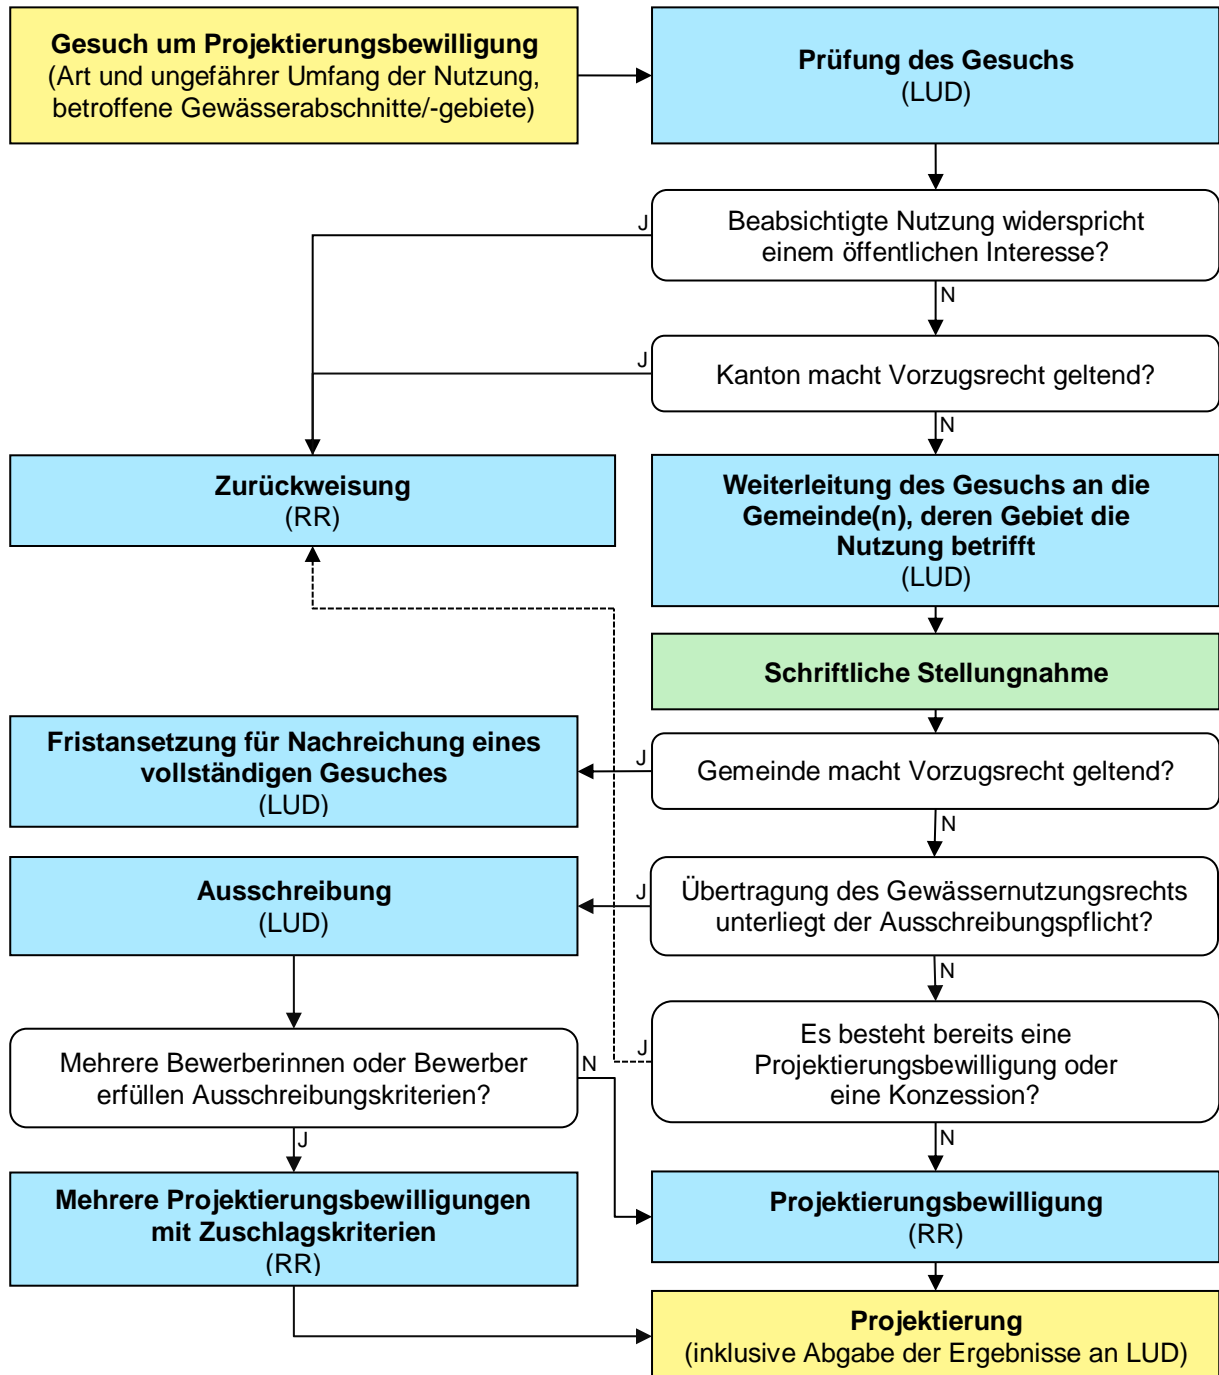 Gesuch um Projektierungsbewilligung
(Art und ungefährer Umfang der Nutzung,
betroffene Gewässerabschnitte/-gebiete)
Prüfung des Gesuchs
(LUD)
J
Beabsichtigte Nutzung widerspricht
einem öffentlichen Interesse?
N
J
Kanton macht Vorzugsrecht geltend?
N
Zurückweisung
(RR)
Weiterleitung des Gesuchs an die
Gemeinde(n), deren Gebiet die
Nutzung betrifft
(LUD)
Schriftliche Stellungnahme
Fristansetzung für Nachreichung eines
vollständigen Gesuches
(LUD)
J
Gemeinde macht Vorzugsrecht geltend?
N
Ausschreibung
(LUD)
J
Übertragung des Gewässernutzungsrechts
unterliegt der Ausschreibungspflicht?
N
Mehrere Bewerberinnen oder Bewerber
erfüllen Ausschreibungskriterien?
N
J
J
Es besteht bereits eine
Projektierungsbewilligung oder
eine Konzession?
N
Mehrere Projektierungsbewilligungen
mit Zuschlagskriterien
(RR)
Projektierungsbewilligung
(RR)
Projektierung
(inklusive Abgabe der Ergebnisse an LUD)